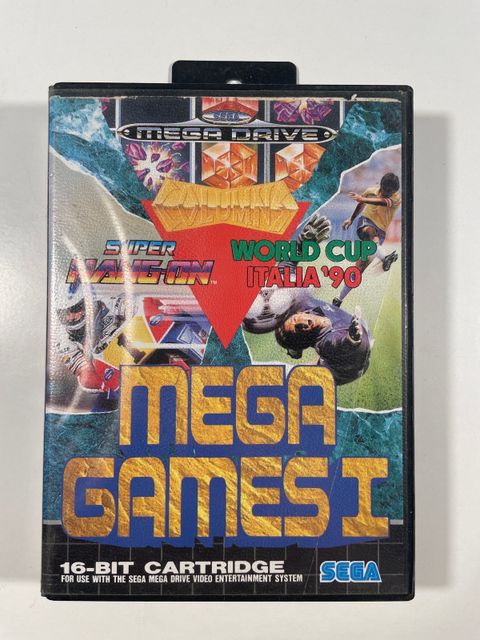 SEGA
MEGA DRIVE
COLUMNS
SUPER
HANG-ON
TM
WORLD CUP
ITALIA '90
MEGA
GAMES I
16-BIT CARTRIDGE
FOR USE WITH THE SEGA MEGA DRIVE VIDEO ENTERTAINMENT SYSTEM
SEGA